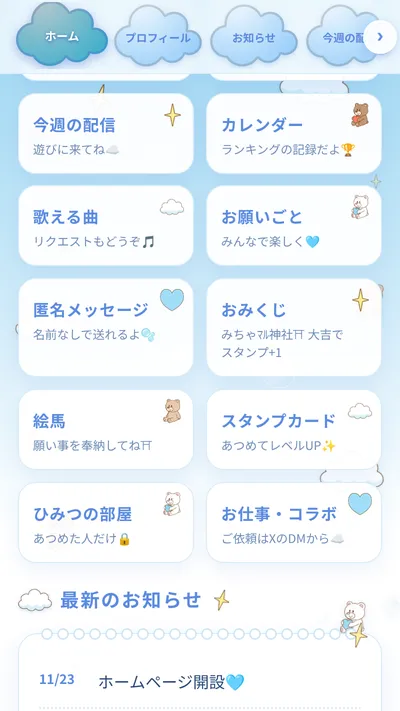 ホーム
プロフィール
お知らせ
今週の配
›
今週の配信
遊びに来てね☁️
カレンダー
ランキングの記録だよ🏆
歌える曲
リクエストもどうぞ🎵
お願いごと
みんなで楽しく🩵
匿名メッセージ
名前なしで送れるよ🫧
おみくじ
みちゃマル神社⛩ 大吉で
スタンプ+1
絵馬
願い事を奉納してね⛩
スタンプカード
あつめてレベルUP✨
ひみつの部屋
あつめた人だけ🔒
お仕事・コラボ
ご依頼はXのDMから☁️
最新のお知らせ
11/23 ホームページ開設🩵